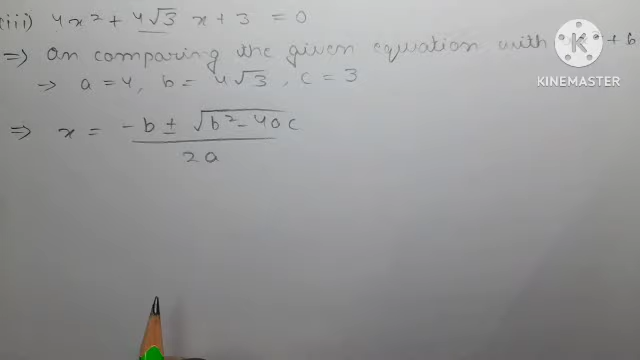 iii) 4x² + 4√3 x + 3 = 0
⇒ On comparing the given equation with + b
→ a = 4, b = 4√3, c = 3
⇒ x = -b ± √b² - 4ac
2a
KINEMASTER